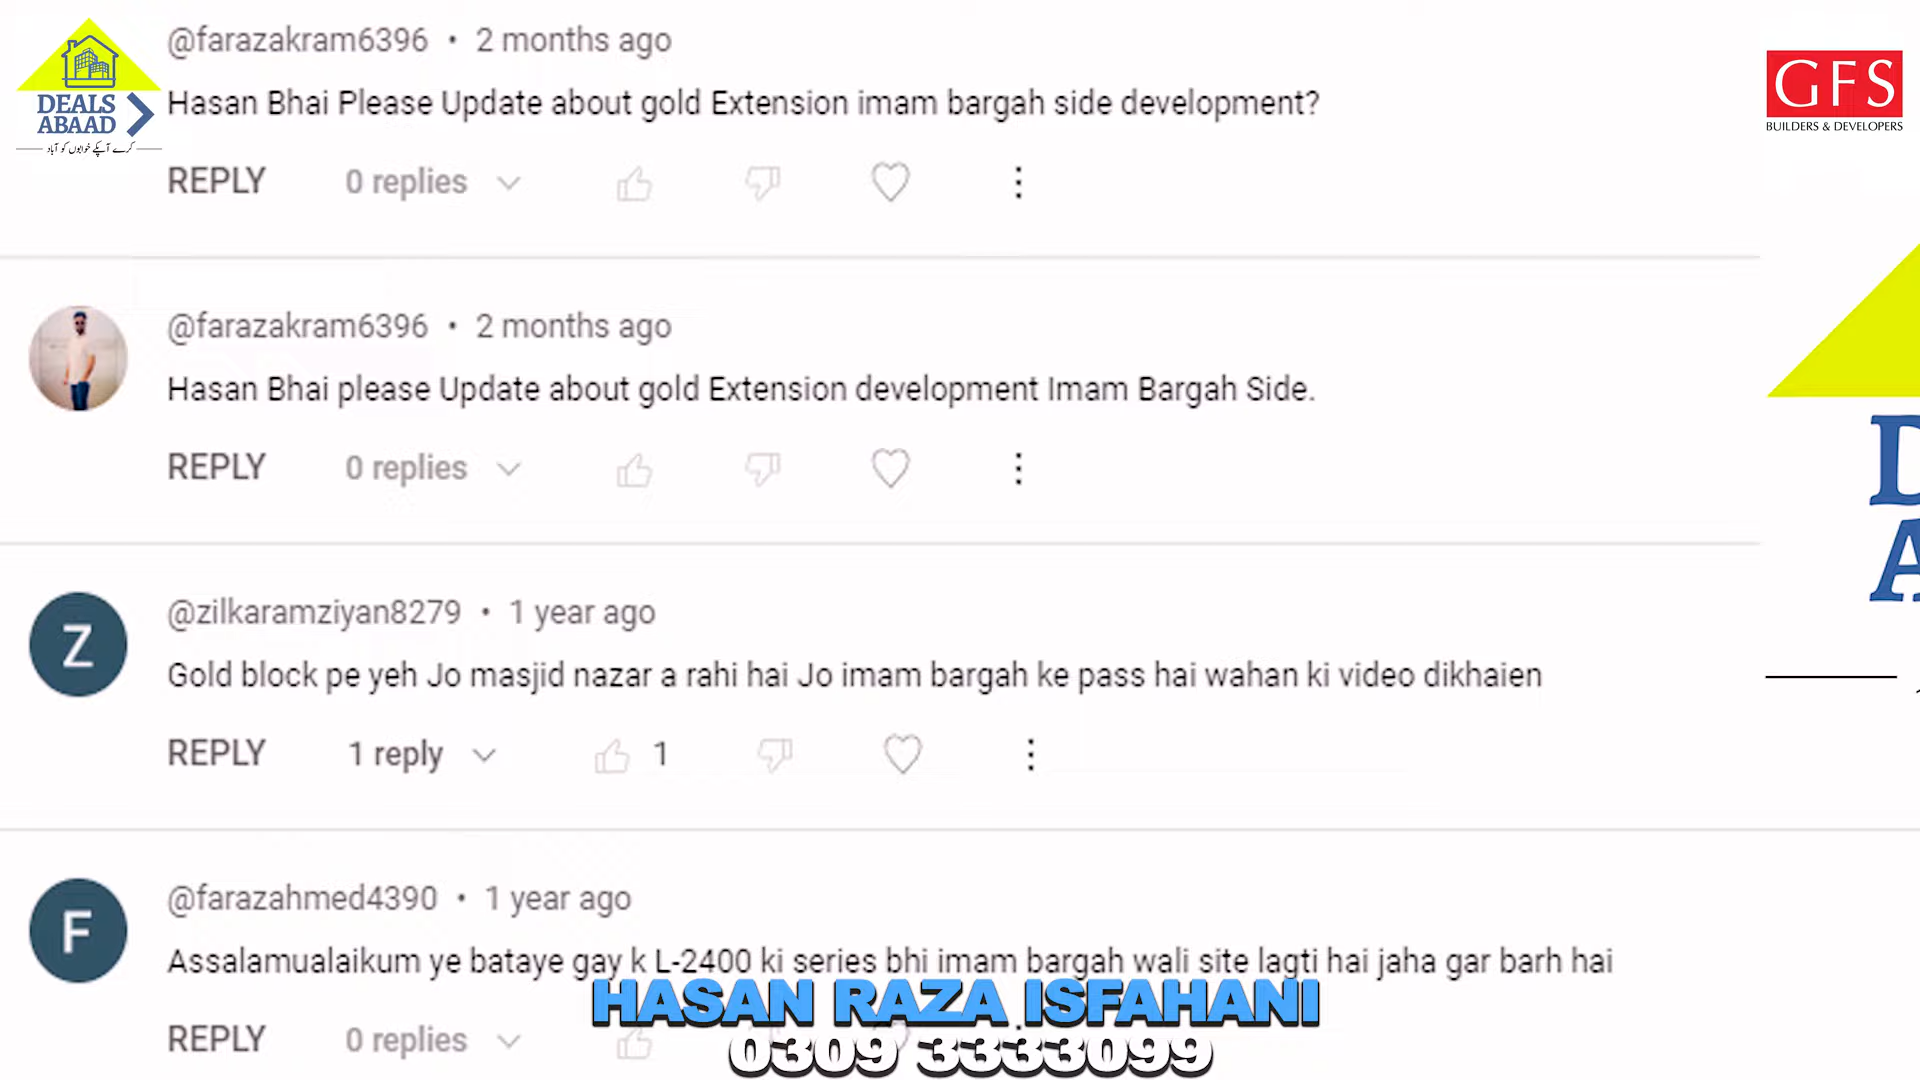 @farazakram6396 • 2 months ago
Hasan Bhai Please Update about gold Extension imam bargah side development?
REPLY 0 replies
DEALS
ABAAD
کرے آپکے خوابوں کو آباد
GFS
BUILDERS & DEVELOPERS
@farazakram6396 • 2 months ago
Hasan Bhai please Update about gold Extension development Imam Bargah Side.
REPLY 0 replies
D
A
Z
@zilkaramziyan8279 • 1 year ago
Gold block pe yeh Jo masjid nazar a rahi hai Jo imam bargah ke pass hai wahan ki video dikhaien
REPLY 1 reply 1
F
@farazahmed4390 • 1 year ago
Assalamualaikum ye bataye gay k L-2400 ki series bhi imam bargah wali site lagti hai jaha gar barh hai
REPLY 0 replies
HASAN RAZA ISFAHANI
0309 3333099